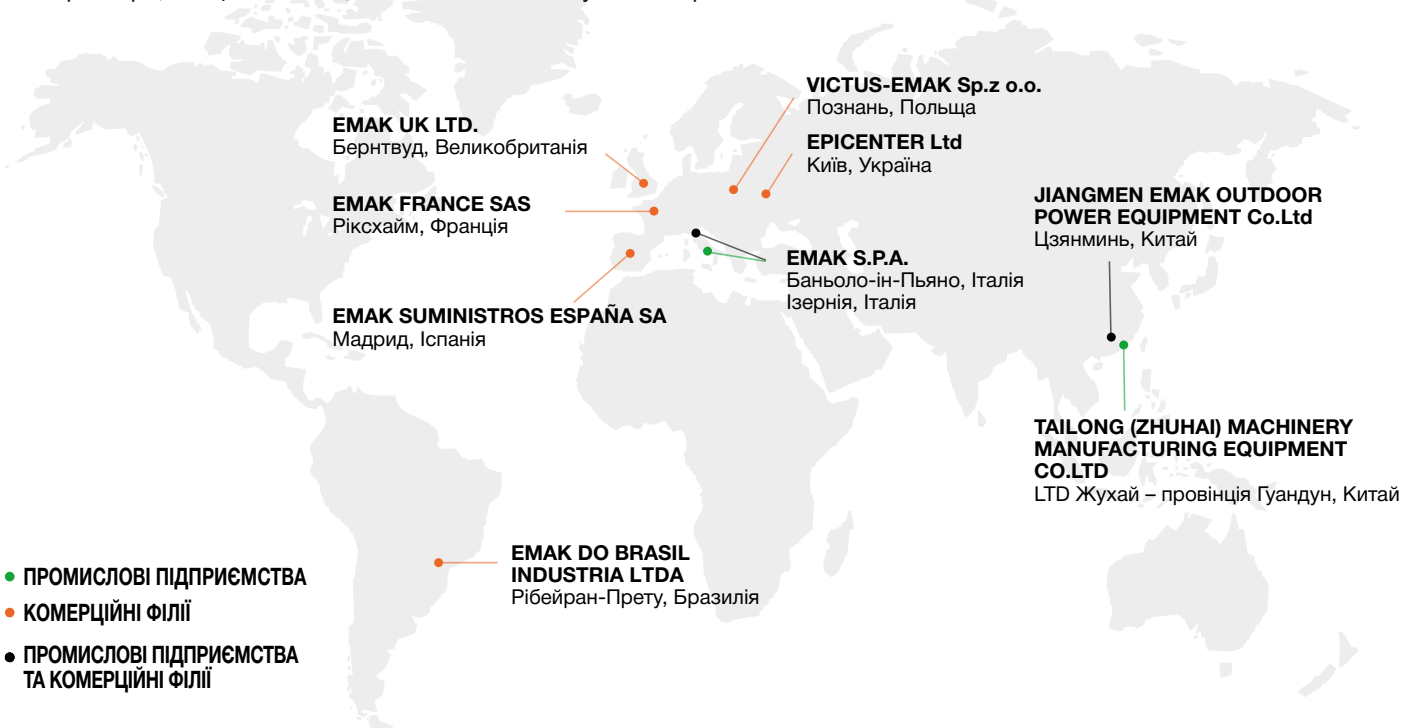 EMAK UK LTD.
Бернтвуд, Великобританія
EMAK FRANCE SAS
Ріксхайм, Франція
EMAK SUMINISTROS ESPAÑA SA
Мадрид, Іспанія
VICTUS-EMAK Sp.z o.o.
Познань, Польща
EPICENTER Ltd
Київ, Україна
EMAK S.P.A.
Баньоло-ін-Пьяно, Італія
Ізернія, Італія
JIANGMEN EMAK OUTDOOR
POWER EQUIPMENT Co.Ltd
Цзянминь, Китай
TAILONG (ZHUHAI) MACHINERY
MANUFACTURING EQUIPMENT
CO.LTD
LTD Жухай – провінція Гуандун, Китай
EMAK DO BRASIL
INDUSTRIA LTDA
Рібейран-Прету, Бразилія
ПРОМИСЛОВІ ПІДПРИЄМСТВА
КОМЕРЦІЙНІ ФІЛІЇ
ПРОМИСЛОВІ ПІДПРИЄМСТВА
ТА КОМЕРЦІЙНІ ФІЛІЇ